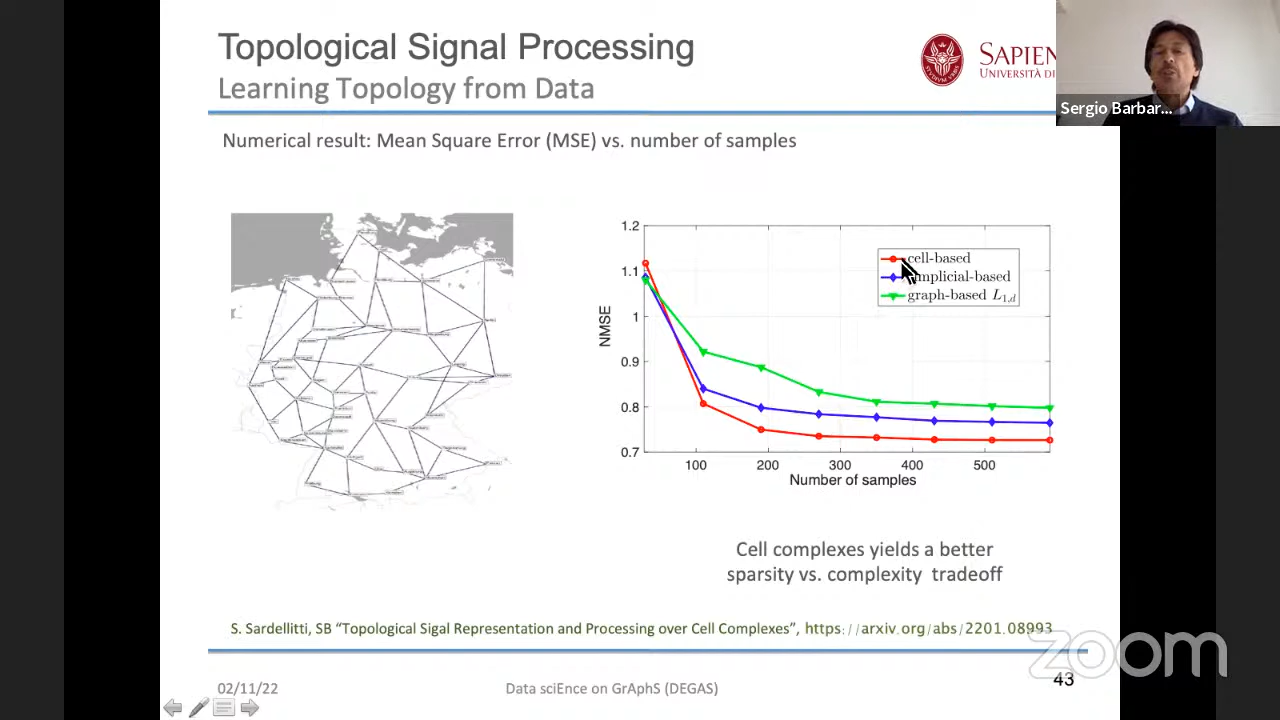 Topological Signal Processing
Learning Topology from Data
SAPIEN
UNIVERSITÀ DI
Sergio Barbar...
Numerical result: Mean Square Error (MSE) vs. number of samples
1.2
1.1
1
0.9
0.8
0.7
NMSE
cell-based
simplicial-based
graph-based L1,d
100
200
300
400
500
Number of samples
Cell complexes yields a better
sparsity vs. complexity tradeoff
S. Sardellitti, SB "Topological Sigal Representation and Processing over Cell Complexes", https://arxiv.org/abs/2201.08993
zoom
02/11/22
Data sciEnce on GrAphS (DEGAS)
43